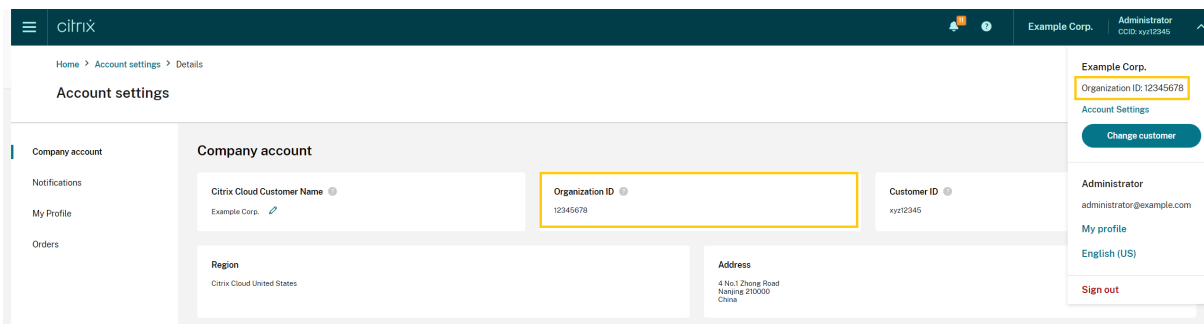 citrix
11
?
Example Corp.
Administrator
CCID: xyz12345
Home > Account settings > Details
Account settings
Example Corp.
Organization ID: 12345678
Account Settings
Change customer
Administrator
administrator@example.com
My profile
English (US)
Sign out
Company account
Notifications
My Profile
Orders
Company account
Citrix Cloud Customer Name ?
Example Corp.
Organization ID ?
12345678
Customer ID ?
xyz12345
Region
Citrix Cloud United States
Address
4 No.1 Zhong Road
Nanjing 210000
China